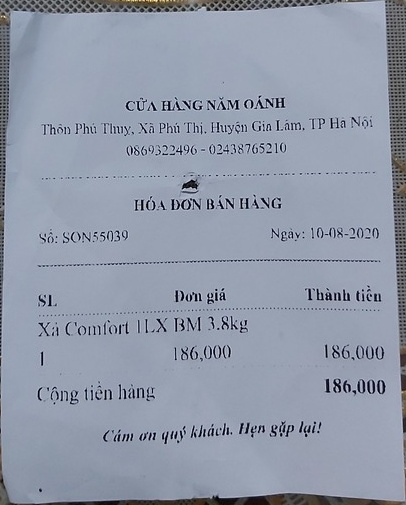 CỬA HÀNG NĂM OÁNH
Thôn Phú Thụy, Xã Phú Thị, Huyện Gia Lâm, TP Hà Nội
0869322496 - 02438765210
HÓA ĐƠN BÁN HÀNG
Số: SON55039 Ngày: 10-08-2020
SL Đơn giá Thành tiền
Xả Comfort 1LX BM 3.8kg
1 186,000 186,000
Cộng tiền hàng 186,000
Cám ơn quý khách. Hẹn gặp lại!